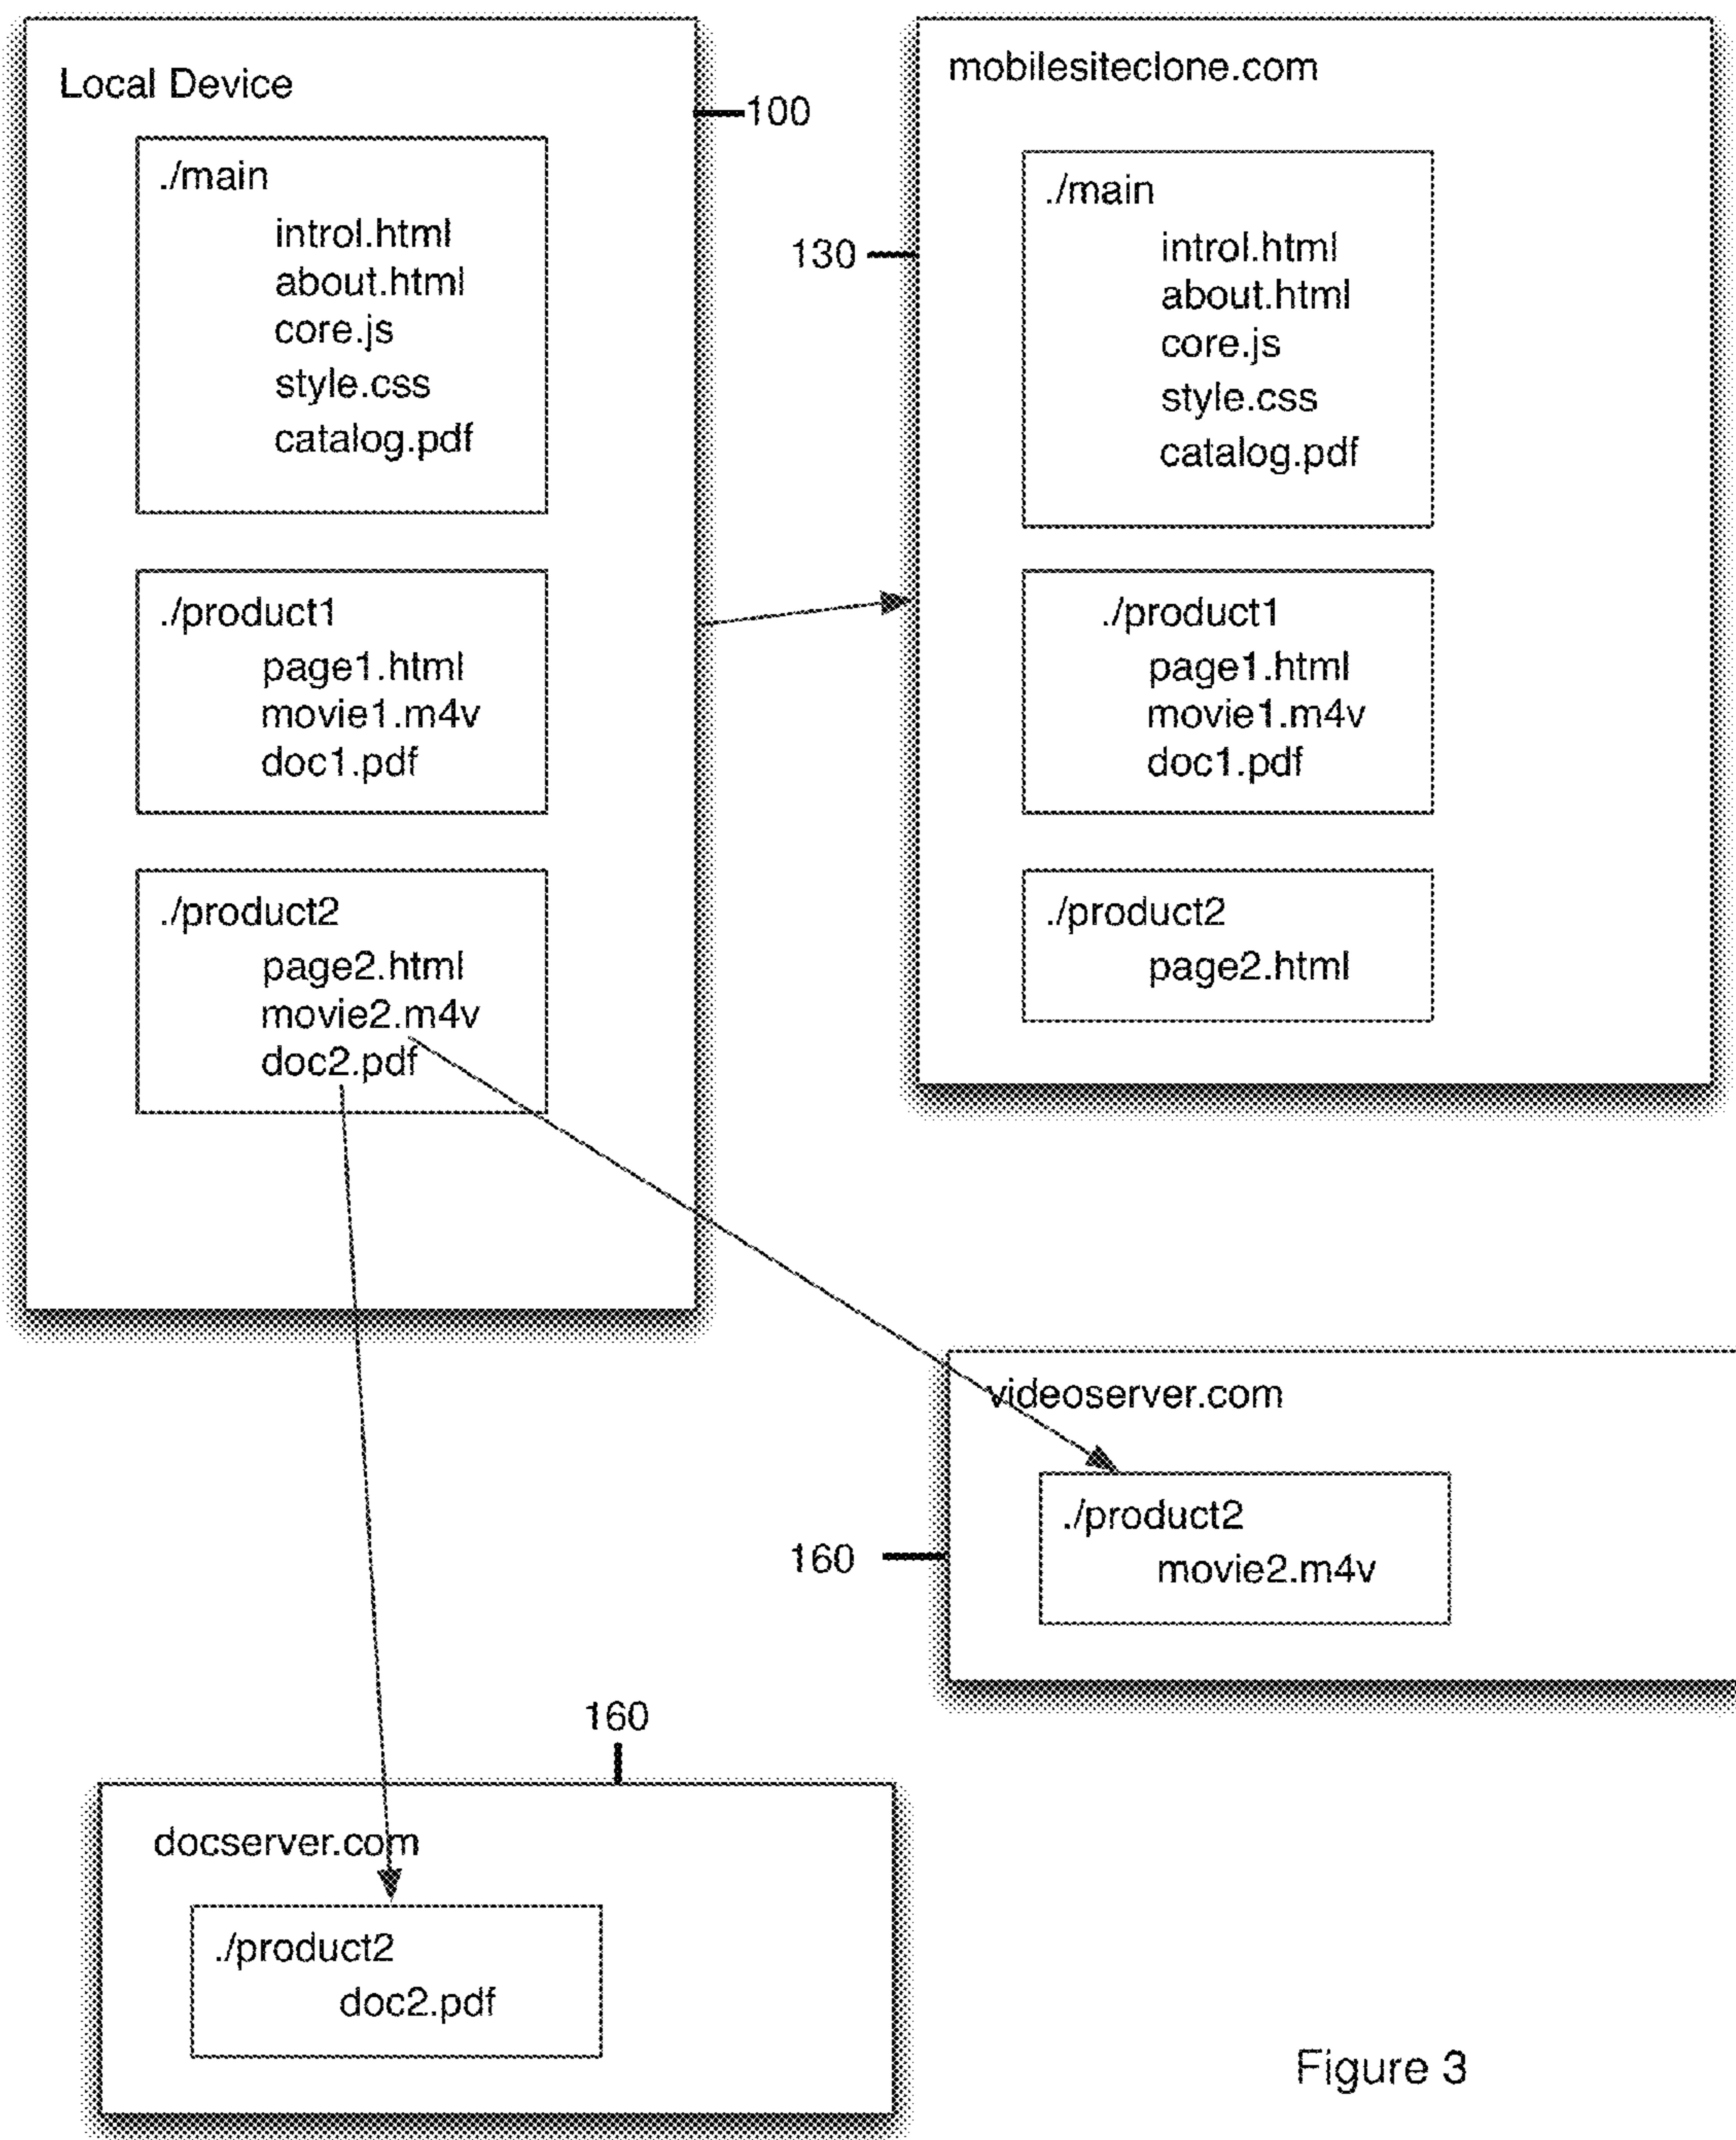 Local Device
100
./main
introl.html
about.html
core.js
style.css
catalog.pdf
./product1
page1.html
movie1.m4v
doc1.pdf
./product2
page2.html
movie2.m4v
doc2.pdf
mobilesiteclone.com
130
./main
introl.html
about.html
core.js
style.css
catalog.pdf
./product1
page1.html
movie1.m4v
doc1.pdf
./product2
page2.html
videoserver.com
160
./product2
movie2.m4v
160
docserver.com
./product2
doc2.pdf
Figure 3